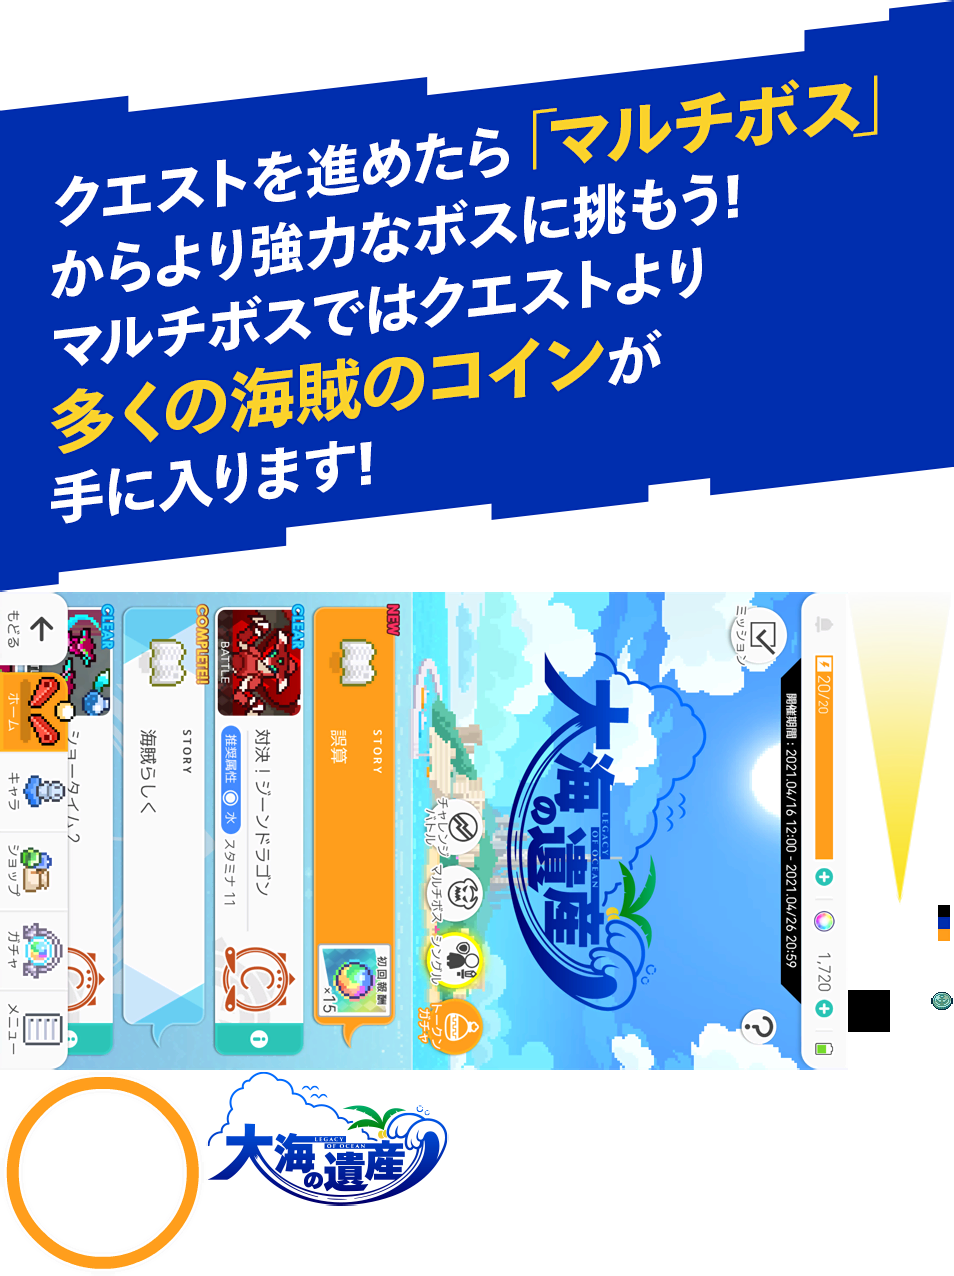 クエストを進めたら「マルチボス」
からより強力なボスに挑もう!
マルチボスではクエストより
多くの海賊のコインが
手に入ります!
20/20
1,720
開催期間：2021.04/16 12:00 - 2021.04/26 20:59
ミッション
?
大海の遺産
LEGACY
OF OCEAN
チャレンジ
バトル
マルチボス
シングル
トークン
ガチャ
NEW
STORY
誤算
初回報酬
×15
CLEAR
BATTLE
対決！ジーンドラゴン
推奨属性 水
スタミナ 11
C
COMPLETE!!
STORY
海賊らしく
CLEAR
ショータイム？
C
もどる
ホーム
キャラ
ショップ
ガチャ
メニュー
大海の遺産
LEGACY
OF OCEAN